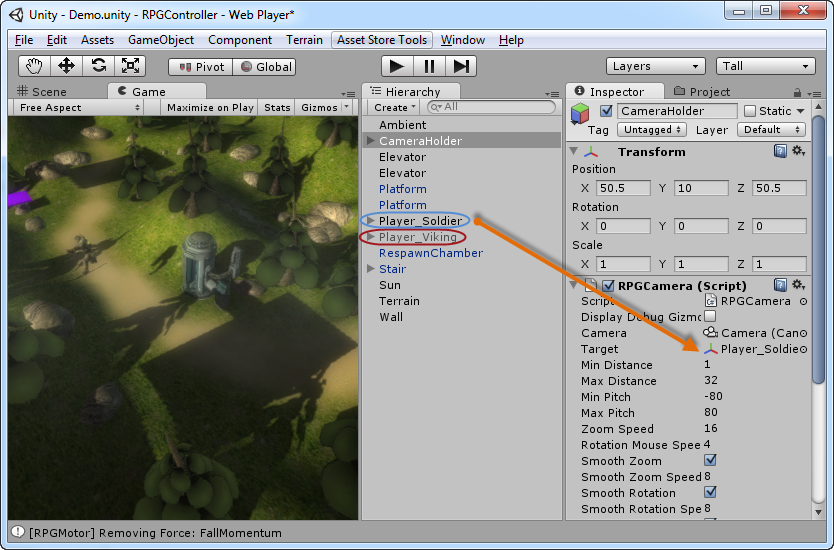 Unity - Demo.unity - RPGController - Web Player*
File Edit Assets GameObject Component Terrain Asset Store Tools Window Help
Pivot Global Layers Tall
Scene Game
Free Aspect Maximize on Play Stats Gizmos
Hierarchy
Create All
Ambient
CameraHolder
Elevator
Elevator
Platform
Platform
Player_Soldier
Player_Viking
RespawnChamber
Stair
Sun
Terrain
Wall
Inspector Project
CameraHolder Static
Tag Untagged Layer Default
Transform
Position
X 50.5 Y 10 Z 50.5
Rotation
X 0 Y 0 Z 0
Scale
X 1 Y 1 Z 1
RPGCamera (Script)
Script RPGCamera
Display Debug Gizmo
Camera Camera (Can
Target Player_Soldie
Min Distance 1
Max Distance 32
Min Pitch -80
Max Pitch 80
Zoom Speed 16
Rotation Mouse Spee 4
Smooth Zoom
Smooth Zoom Speed 8
Smooth Rotation
Smooth Rotation Spe 8
[RPGMotor] Removing Force: FallMomentum